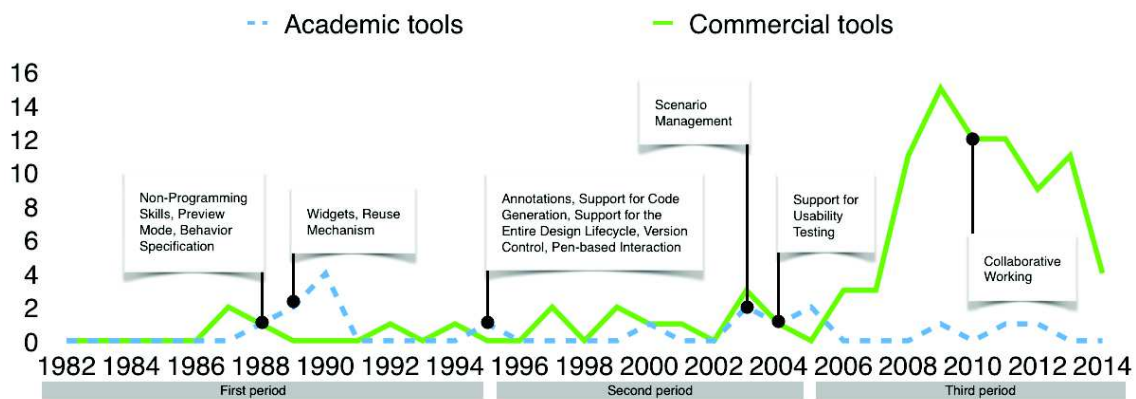 Academic tools
Commercial tools
16
14
12
10
8
6
4
2
0
Non-Programming
Skills, Preview
Mode, Behavior
Specification
Widgets, Reuse
Mechanism
Annotations, Support for Code
Generation, Support for the
Entire Design Lifecycle, Version
Control, Pen-based Interaction
Scenario
Management
Support for
Usability
Testing
Collaborative
Working
1982 1984 1986 1988 1990 1992 1994 1996 1998 2000 2002 2004 2006 2008 2010 2012 2014
First period
Second period
Third period